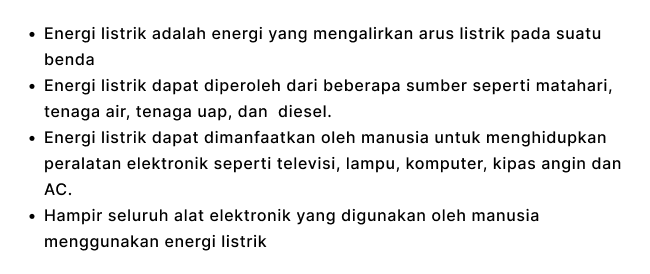 • Energi listrik adalah energi yang mengalirkan arus listrik pada suatu
benda
• Energi listrik dapat diperoleh dari beberapa sumber seperti matahari,
tenaga air, tenaga uap, dan  diesel.
• Energi listrik dapat dimanfaatkan oleh manusia untuk menghidupkan
peralatan elektronik seperti televisi, lampu, komputer, kipas angin dan
AC.
• Hampir seluruh alat elektronik yang digunakan oleh manusia
menggunakan energi listrik